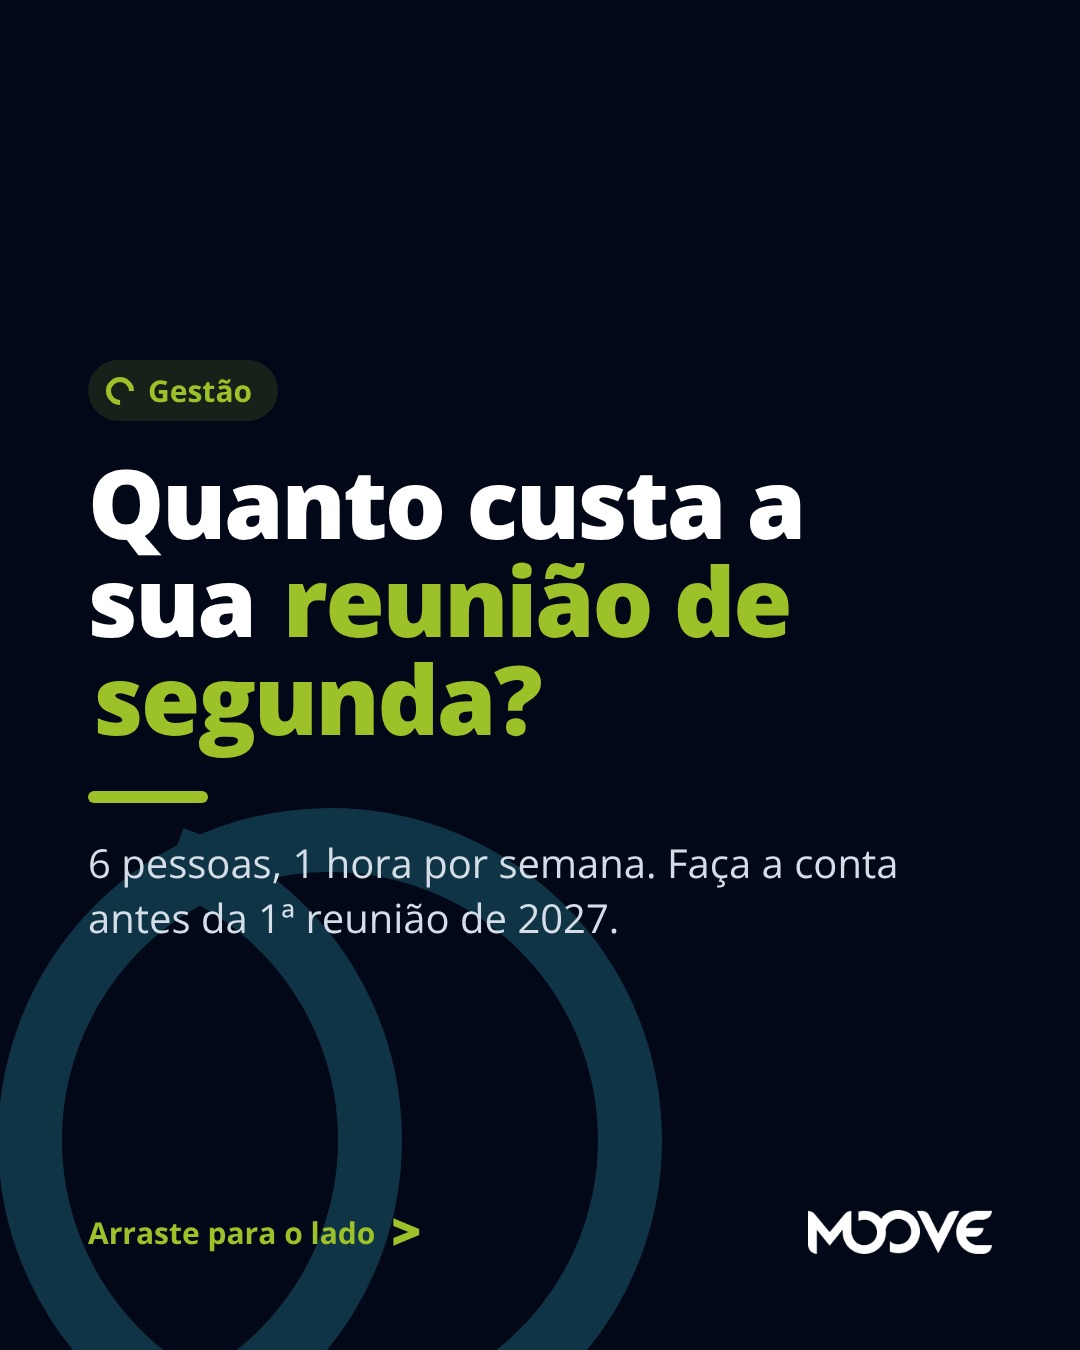 Gestão
Quanto custa a
sua reunião de
segunda?
6 pessoas, 1 hora por semana. Faça a conta
antes da 1ª reunião de 2027.
Arraste para o lado >
MOOVE